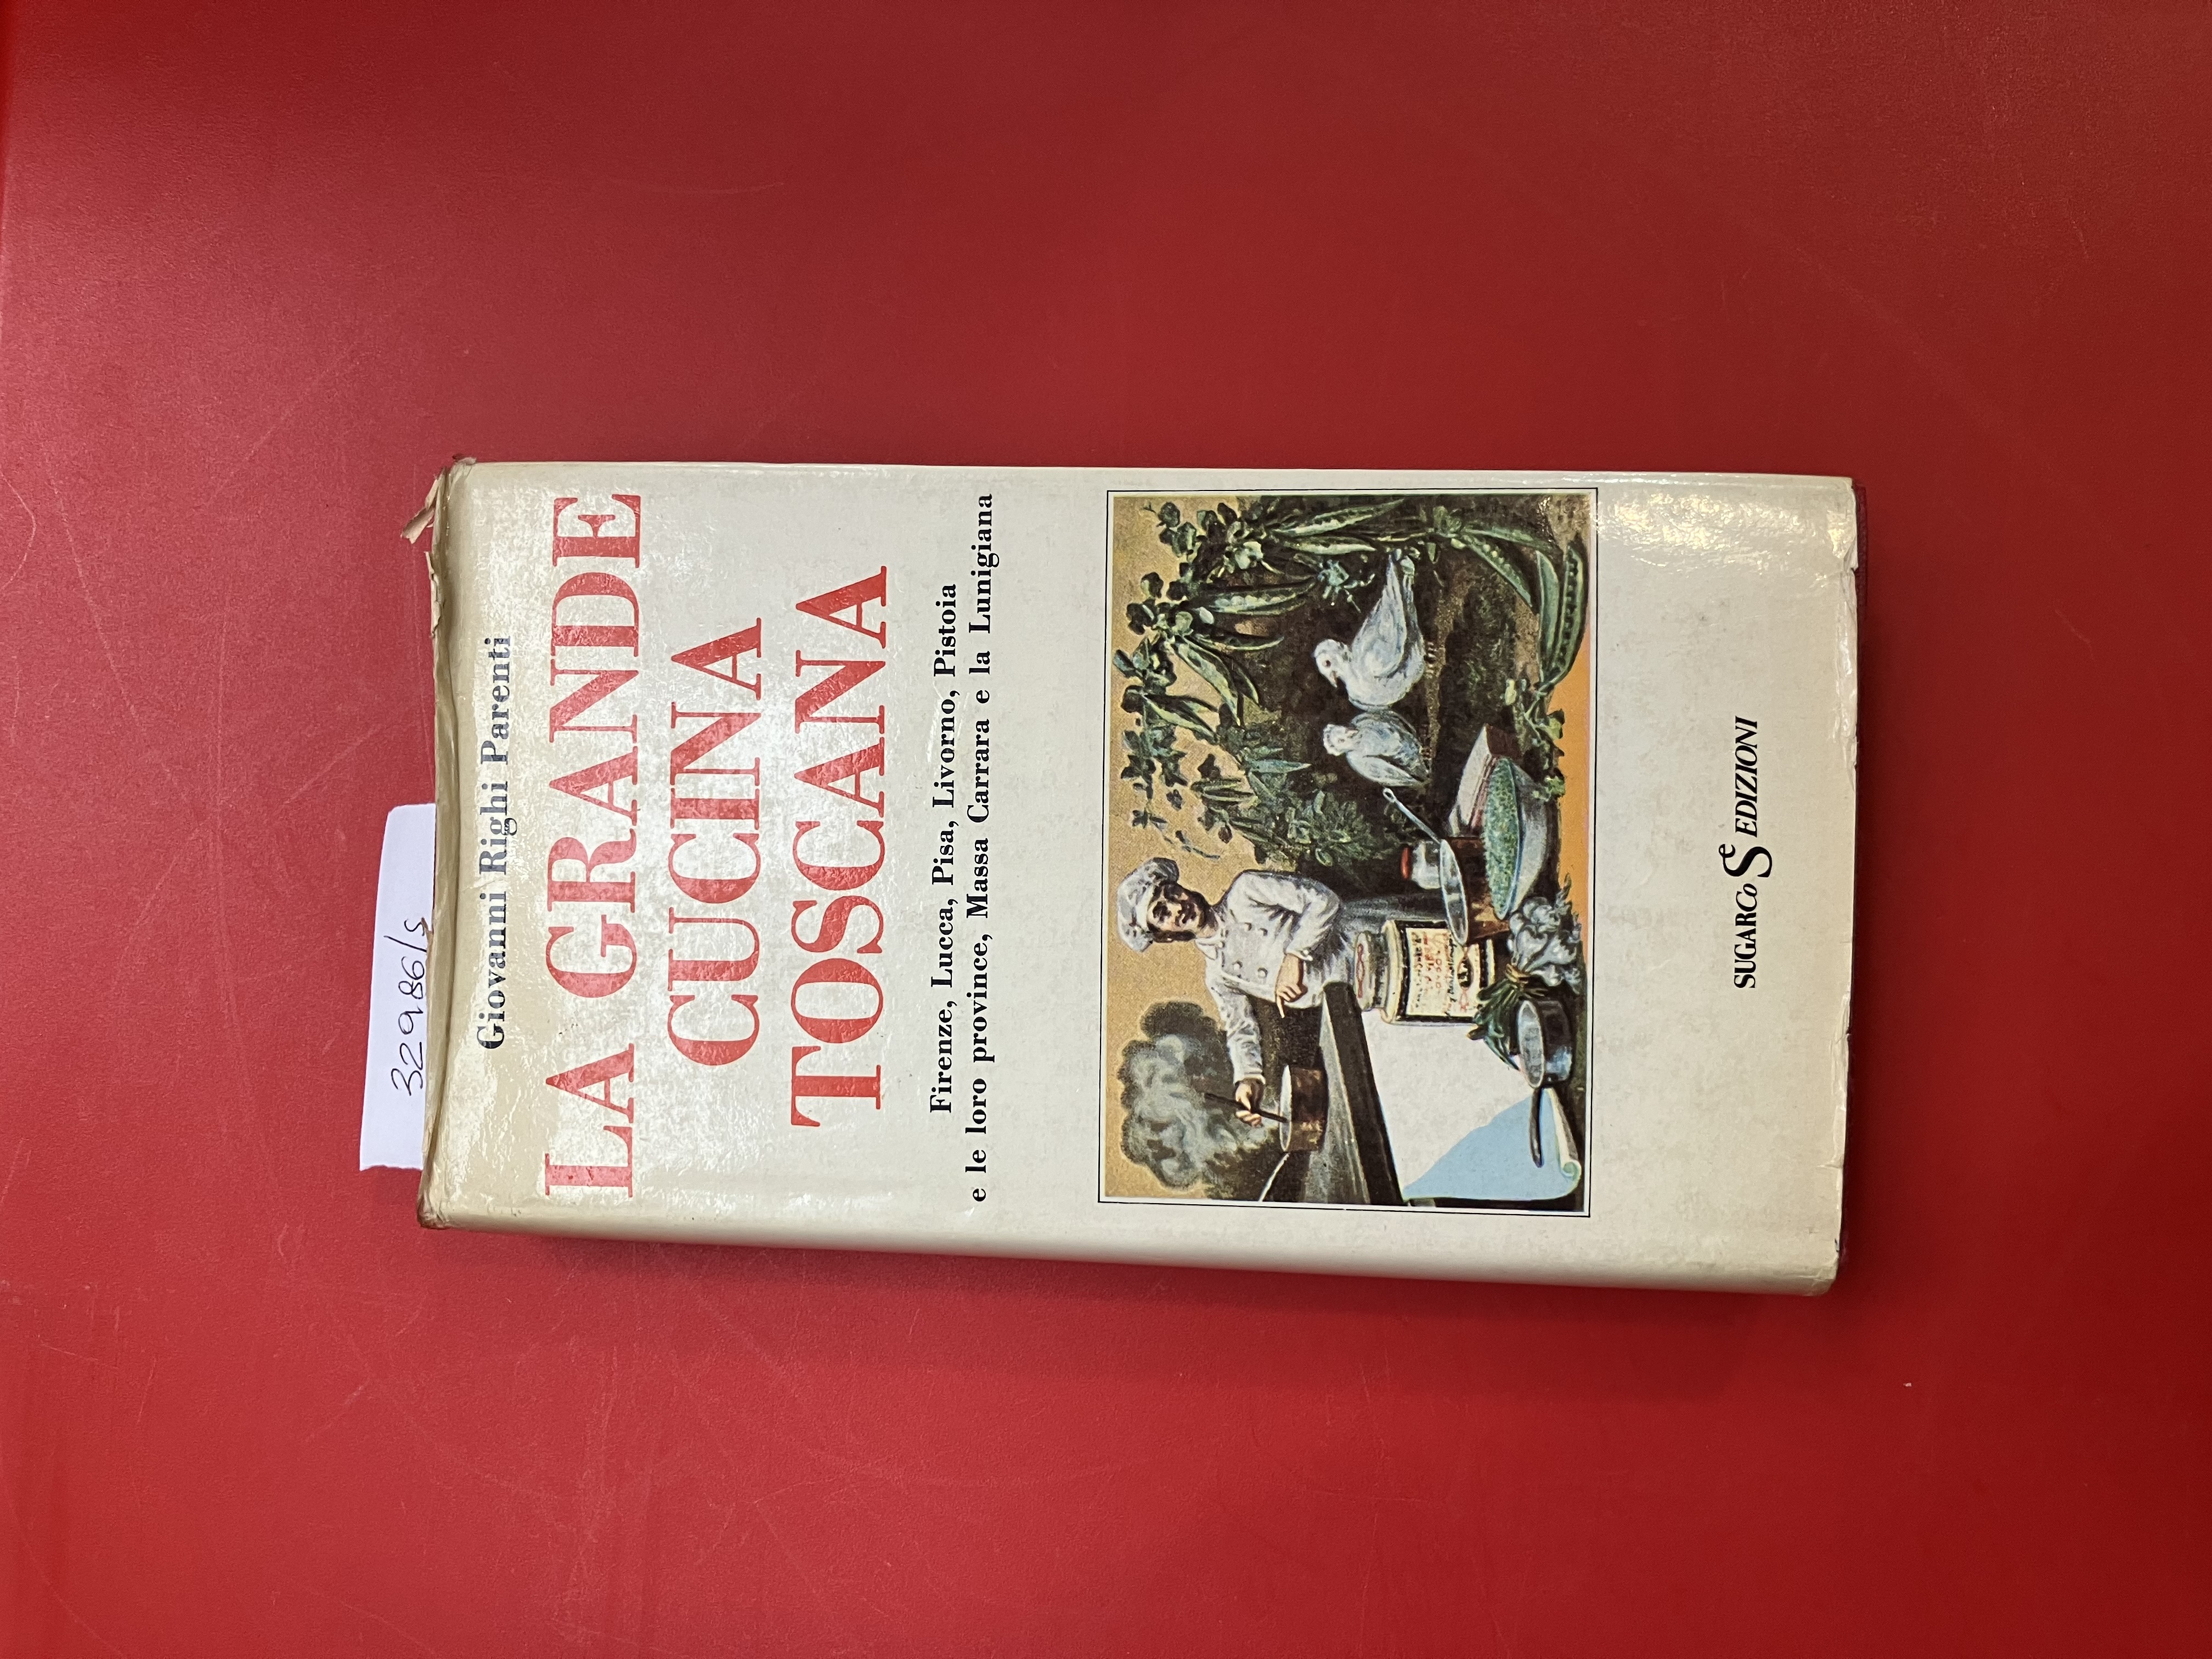 329286/s
Giovanni Righi Parenti
LA GRANDE
CUCINA
TOSCANA
Firenze, Lucca, Pisa, Livorno, Pistoia
e le loro province, Massa Carrara e la Lunigiana
SUGARCo e S EDIZIONI